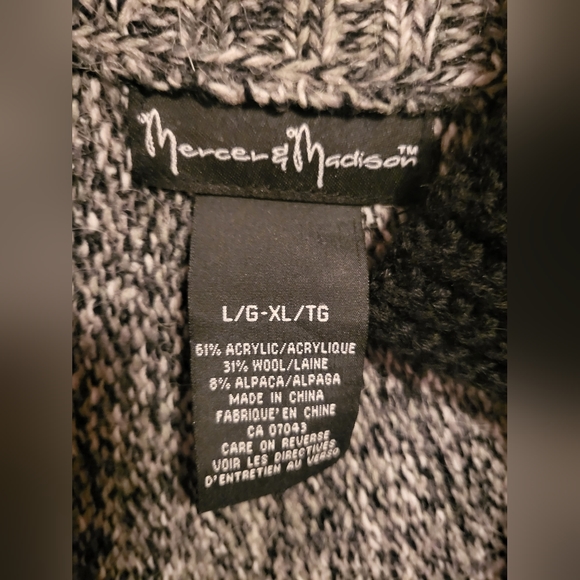 Mercer & Madison™
L/G-XL/TG
61% ACRYLIC/ACRYLIQUE
31% WOOL/LAINE
8% ALPACA/ALPAGA
MADE IN CHINA
FABRIQUE' EN CHINE
CA 07043
CARE ON REVERSE
VOIR LES DIRECTIVES
D'ENTRETIEN AU VERSO